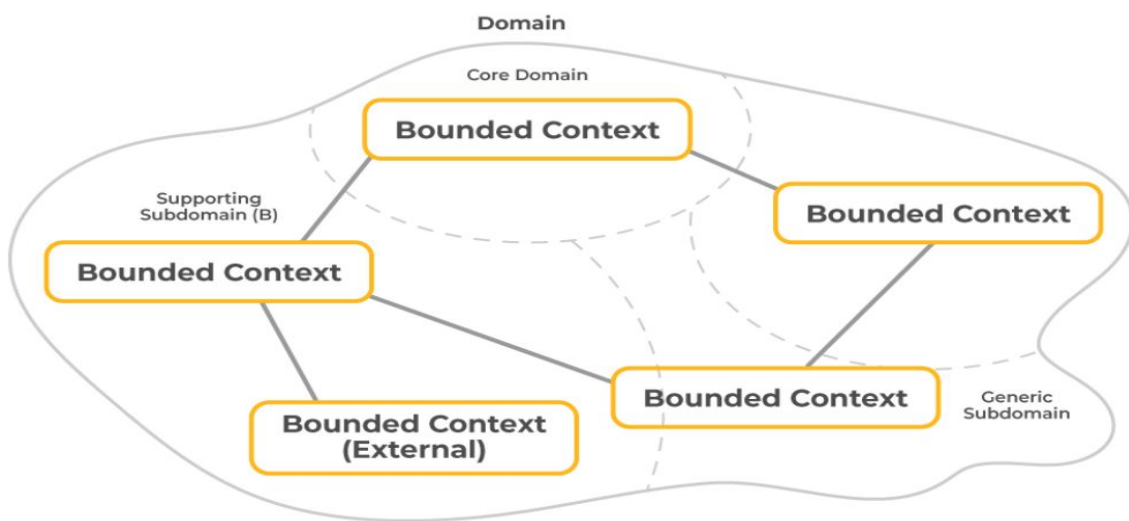 Domain
Core Domain
Bounded Context
Supporting
Subdomain (B)
Bounded Context
Bounded Context
Bounded Context
Generic
Subdomain
Bounded Context
(External)